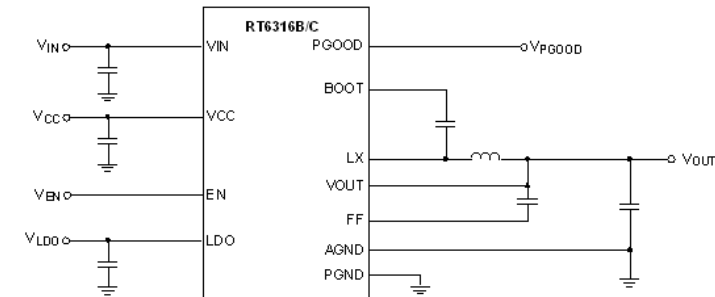 RT6316B/C
VIN VIN PGOOD VPGOOD
BOOT
VCC VCC
LX VOUT
VOUT
VEN EN
FF
VLDO LDO
AGND
PGND